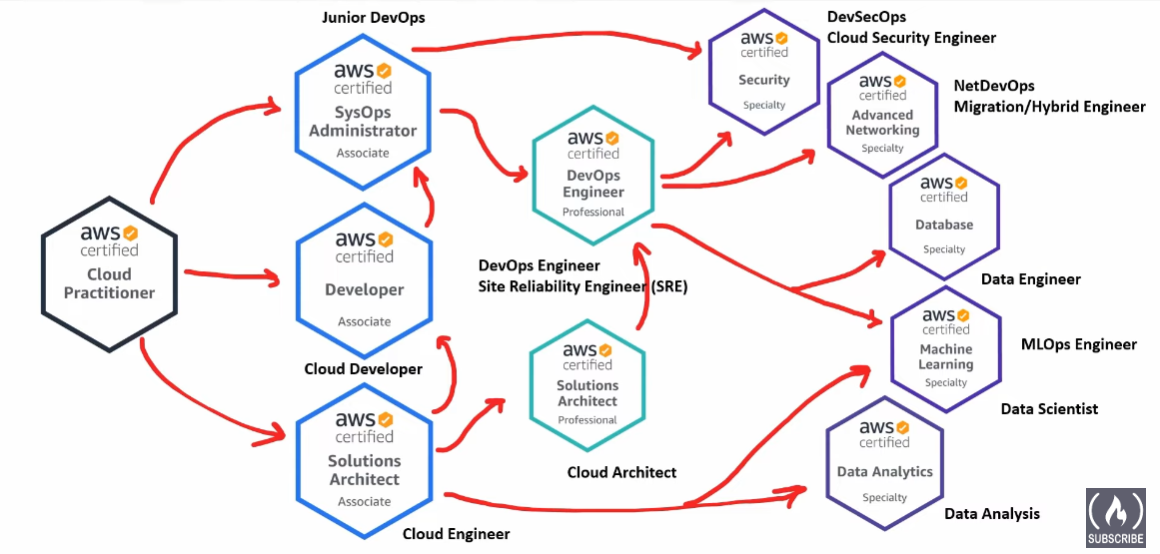 Junior DevOps
aws
certified
SysOps
Administrator
Associate
aws
certified
Security
Specialty
DevSecOps
Cloud Security Engineer
aws
certified
Advanced
Networking
Specialty
NetDevOps
Migration/Hybrid Engineer
aws
certified
DevOps
Engineer
Professional
DevOps Engineer
Site Reliability Engineer (SRE)
aws
certified
Database
Specialty
Data Engineer
aws
certified
Cloud
Practitioner
aws
certified
Developer
Associate
Cloud Developer
aws
certified
Solutions
Architect
Professional
Cloud Architect
aws
certified
Machine
Learning
Specialty
MLOps Engineer
Data Scientist
aws
certified
Solutions
Architect
Associate
Cloud Engineer
aws
certified
Data Analytics
Specialty
Data Analysis
SUBSCRIBE